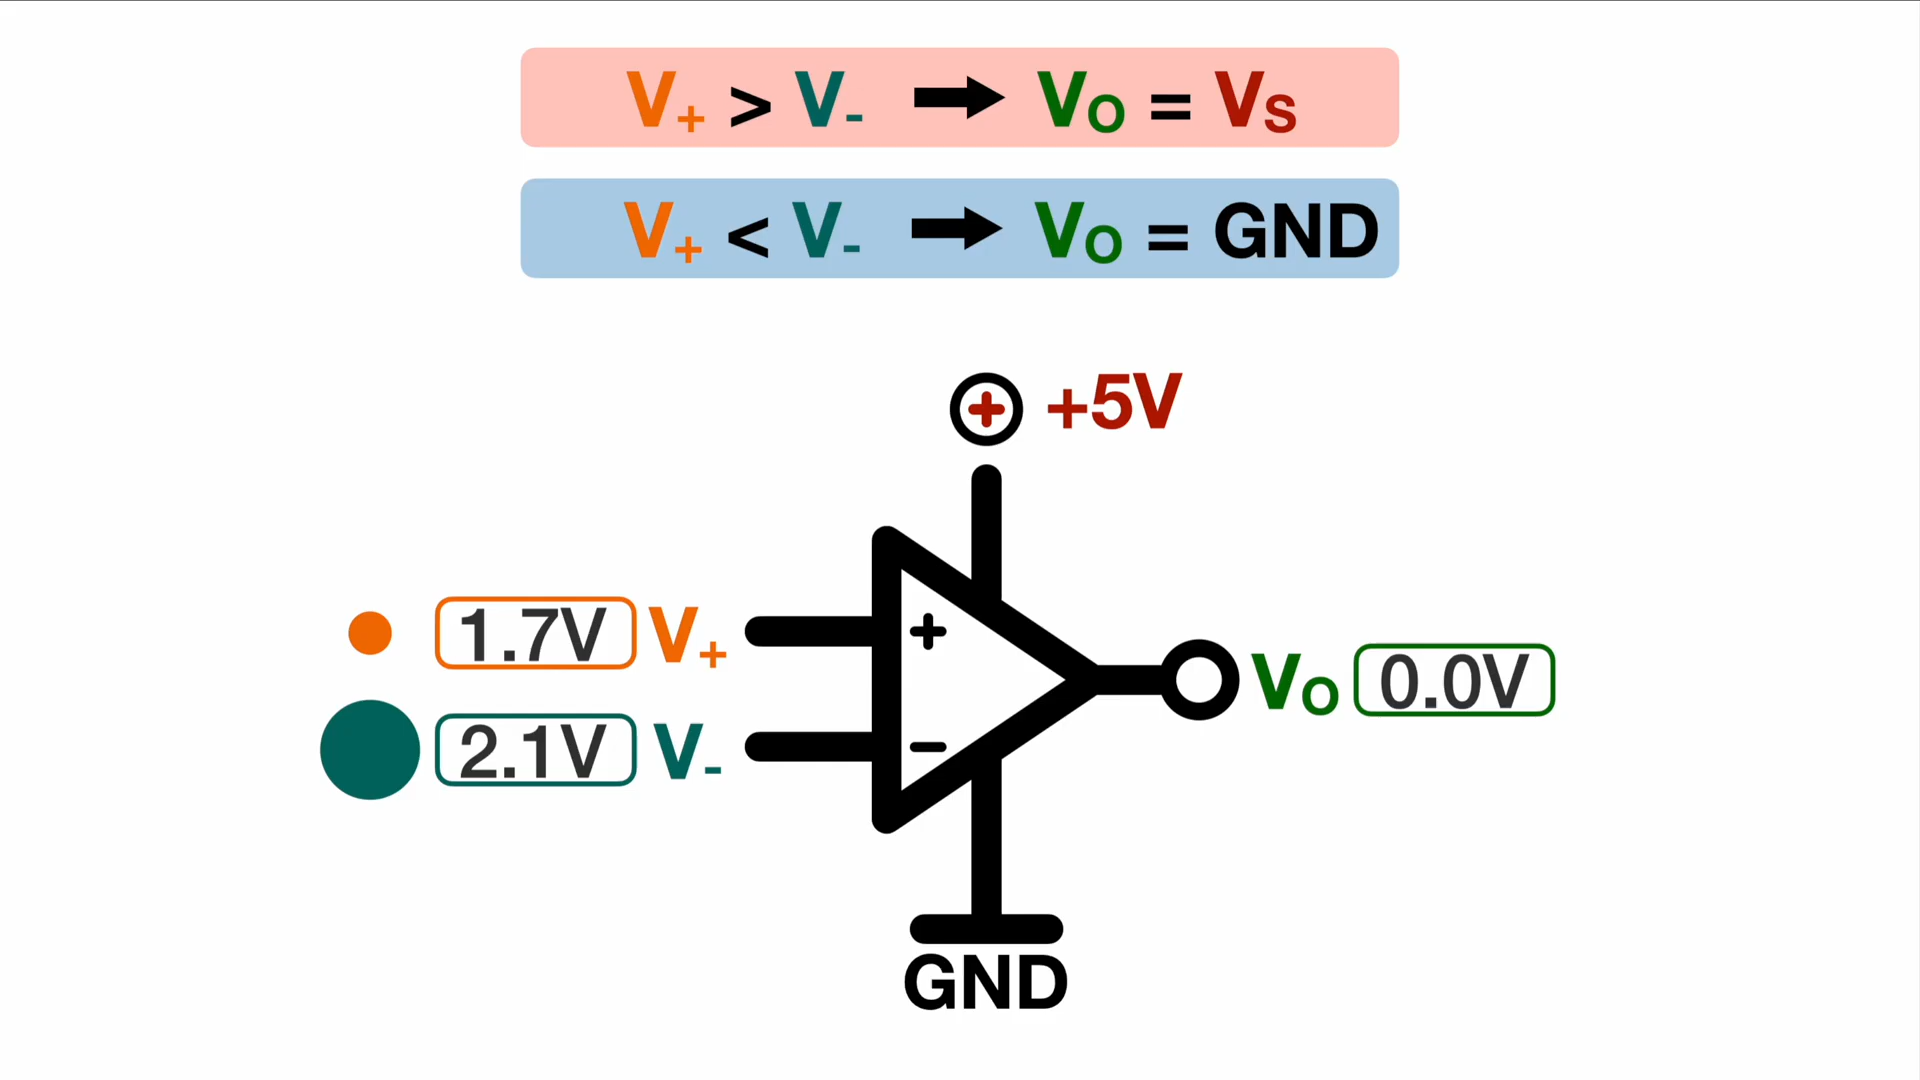 V+ > V- → VO = VS
V+ < V- → VO = GND
+ +5V
1.7V V+ +
VO 0.0V
2.1V V- -
GND